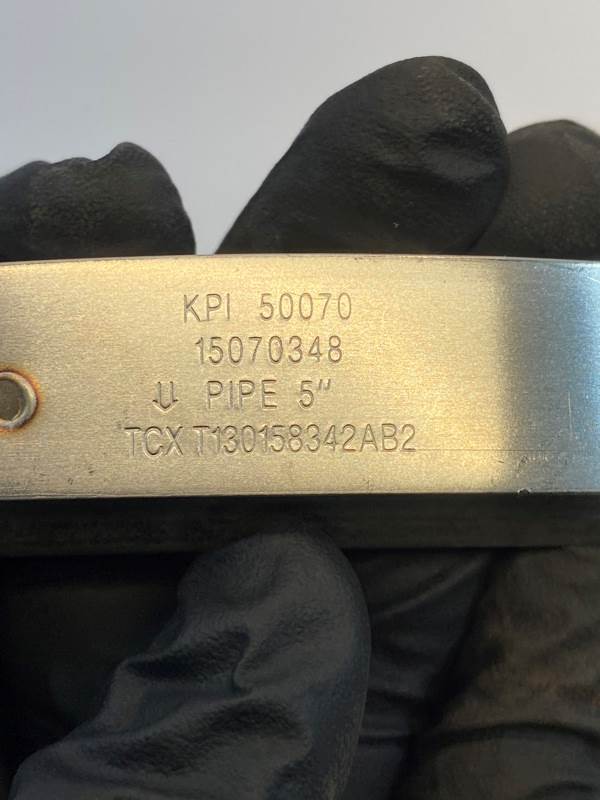 KPI 50070
15070348
⇓ PIPE 5"
TCX T130158342AB2